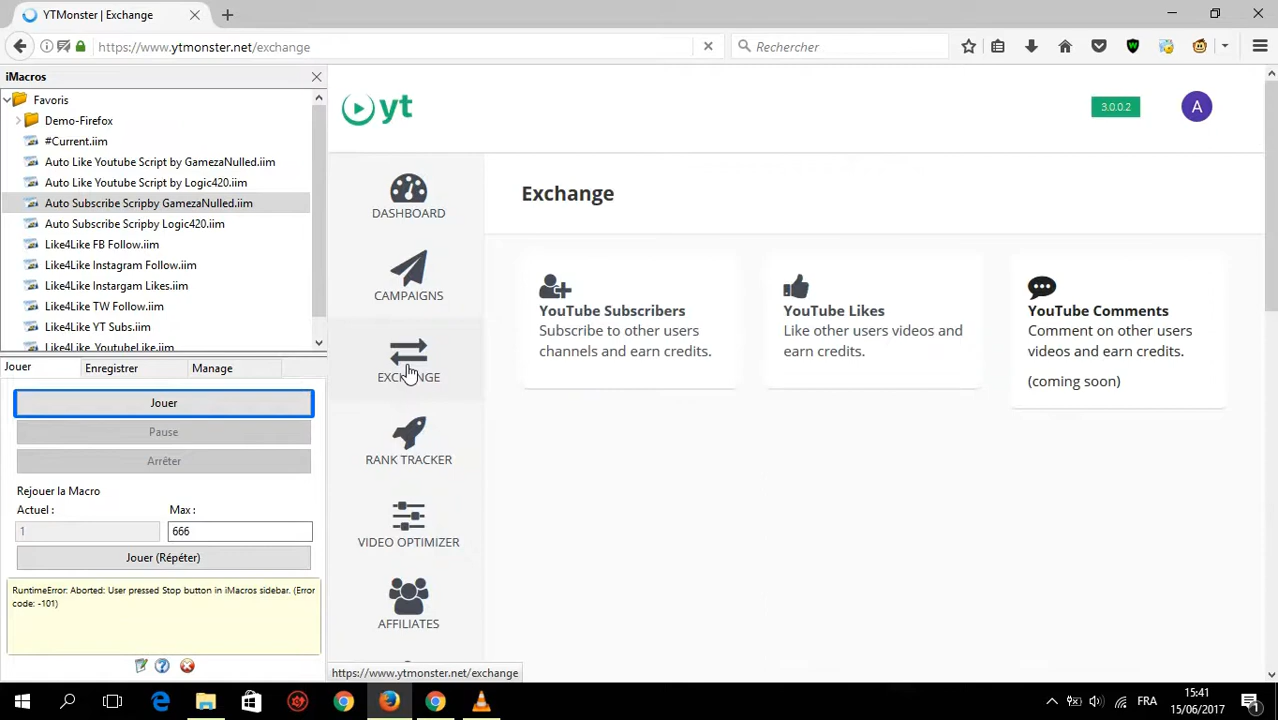 YTMonster | Exchange
https://www.ytmonster.net/exchange
Rechercher
iMacros
Favoris
Demo-Firefox
#Current.iim
Auto Like Youtube Script by GamezaNulled.iim
Auto Like Youtube Script by Logic420.iim
Auto Subscribe Scripby GamezaNulled.iim
Auto Subscribe Scripby Logic420.iim
Like4Like FB Follow.iim
Like4Like Instagram Follow.iim
Like4Like Instargam Likes.iim
Like4Like TW Follow.iim
Like4Like YT Subs.iim
Like4Like YoutubeLike.iim
Jouer
Enregistrer
Manage
Jouer
Pause
Arrêter
Rejouer la Macro
Actuel :
Max :
1
666
Jouer (Répéter)
RuntimeError: Aborted: User pressed Stop button in iMacros sidebar. (Error
code: -101)
yt
3.0.0.2
A
DASHBOARD
CAMPAIGNS
EXCHANGE
RANK TRACKER
VIDEO OPTIMIZER
AFFILIATES
Exchange
YouTube Subscribers
Subscribe to other users
channels and earn credits.
YouTube Likes
Like other users videos and
earn credits.
YouTube Comments
Comment on other users
videos and earn credits.
(coming soon)
https://www.ytmonster.net/exchange
FRA
15:41
15/06/2017
1